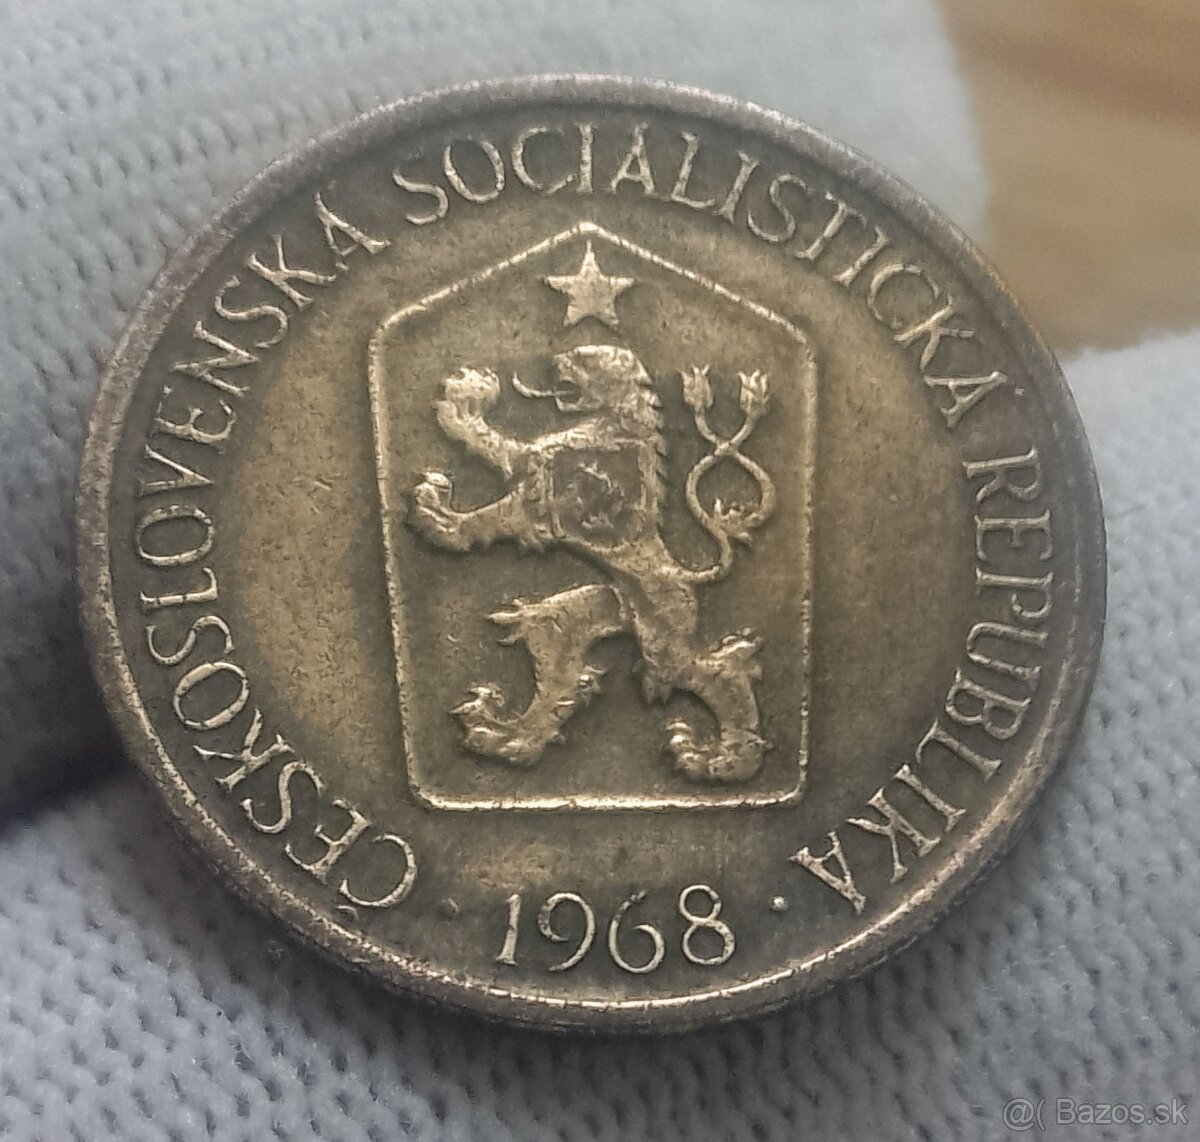 ČESKOSLOVENSKÁ SOCIALISTICKÁ REPUBLIKA
· 1968 ·
@( Bazos.sk